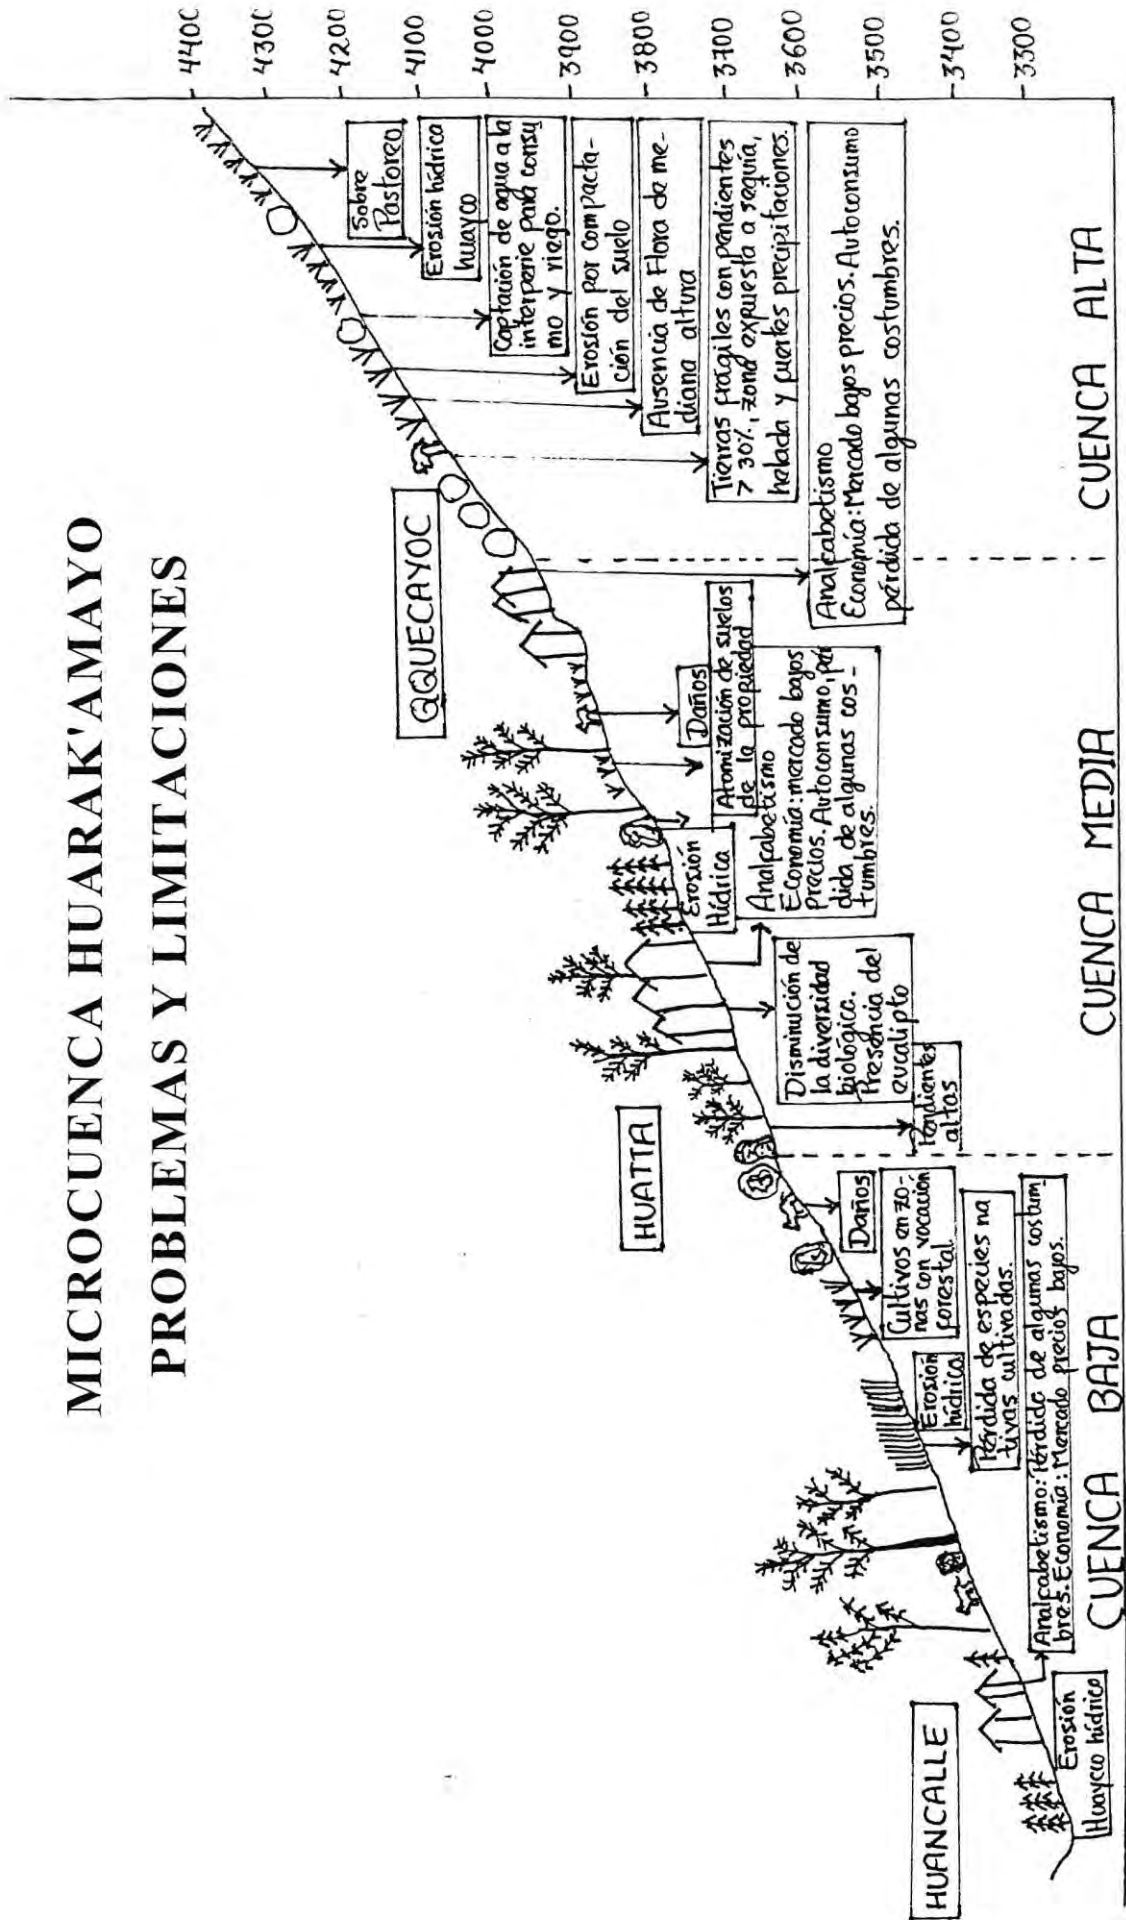 MICROCUENCA HUARAK'AMAYO
PROBLEMAS Y LIMITACIONES
HUANCALLE
HUATTA
QQUECAYOC
4400
4300
4200
4100
4000
3900
3800
3700
3600
3500
3400
3300
Erosión
Huaycco hídrico
Analfabetismo: Pérdida de algunas costum
bres. Economía: Mercado precios bajos.
Erosión
hídrica
Pérdida de especies na
tivas cultivadas.
Cultivos en zo-
nas con vocación
forestal.
Daños
Pendientes
altas
Disminución de
la diversidad
biológica.
Presencia del
eucalipto
Analfabetismo
Economía: mercado bajos
precios. Autoconsumo, pér
dida de algunas cos-
tumbres.
Erosión
Hídrica
Atomización de suelos
de la propiedad
Daños
Analfabetismo
Economía: Mercado bajos precios. Autoconsumo
pérdida de algunas costumbres.
Tierras frágiles con pendientes
> 30%, zona expuesta a sequía,
helada y fuertes precipitaciones.
Ausencia de Flora de me-
diana altura
Erosión por compacta-
ción del suelo
Captación de agua a la
interperie para consu
mo y riego.
Erosión hídrica
huayco
Sobre
Pastoreo
CUENCA BAJA
CUENCA MEDIA
CUENCA ALTA